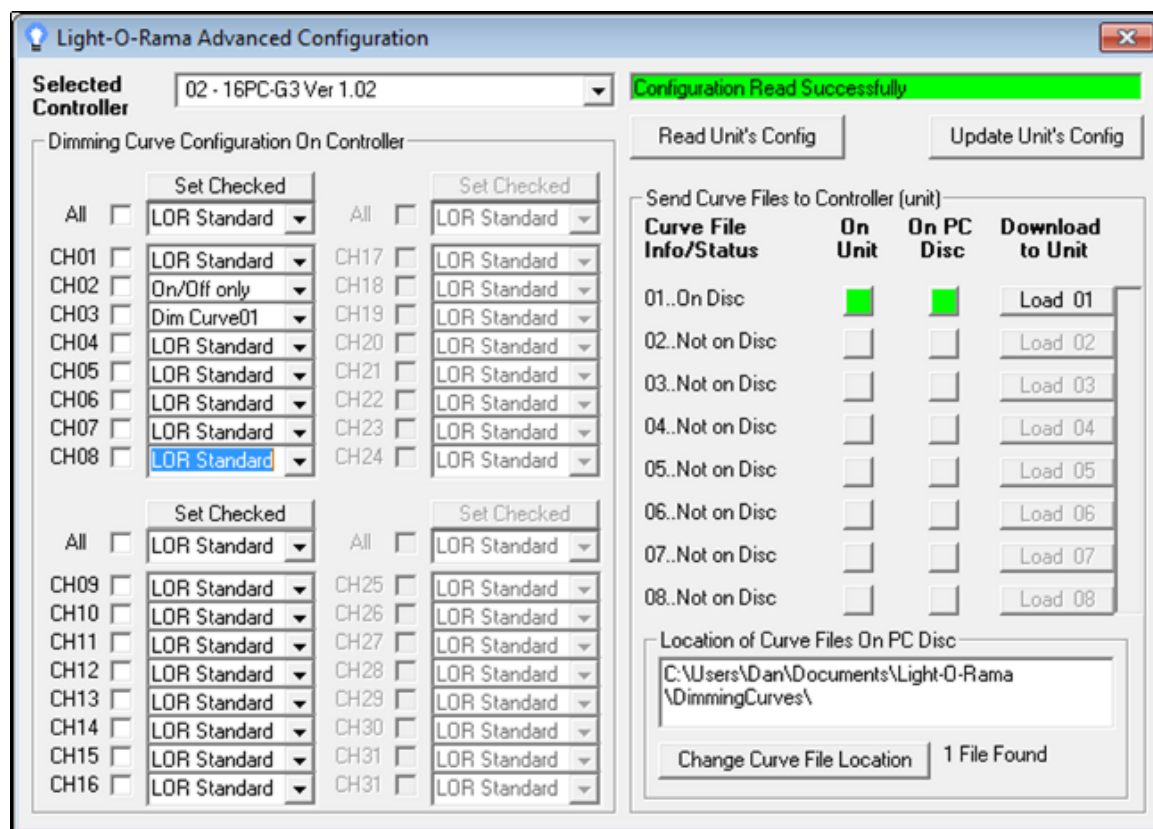 Light-O-Rama Advanced Configuration
Selected Controller
02 - 16PC-G3 Ver 1.02
Dimming Curve Configuration On Controller
Set Checked Set Checked
All LOR Standard All LOR Standard
CH01 LOR Standard CH17 LOR Standard
CH02 On/Off only CH18 LOR Standard
CH03 Dim Curve01 CH19 LOR Standard
CH04 LOR Standard CH20 LOR Standard
CH05 LOR Standard CH21 LOR Standard
CH06 LOR Standard CH22 LOR Standard
CH07 LOR Standard CH23 LOR Standard
CH08 LOR Standard CH24 LOR Standard
Set Checked Set Checked
All LOR Standard All LOR Standard
CH09 LOR Standard CH25 LOR Standard
CH10 LOR Standard CH26 LOR Standard
CH11 LOR Standard CH27 LOR Standard
CH12 LOR Standard CH28 LOR Standard
CH13 LOR Standard CH29 LOR Standard
CH14 LOR Standard CH30 LOR Standard
CH15 LOR Standard CH31 LOR Standard
CH16 LOR Standard CH31 LOR Standard
Configuration Read Successfully
Read Unit's Config Update Unit's Config
Send Curve Files to Controller (unit)
Curve File On On PC Download
Info/Status Unit Disc to Unit
01..On Disc Load 01
02..Not on Disc Load 02
03..Not on Disc Load 03
04..Not on Disc Load 04
05..Not on Disc Load 05
06..Not on Disc Load 06
07..Not on Disc Load 07
08..Not on Disc Load 08
Location of Curve Files On PC Disc
C:\Users\Dan\Documents\Light-O-Rama
\DimmingCurves\
Change Curve File Location 1 File Found